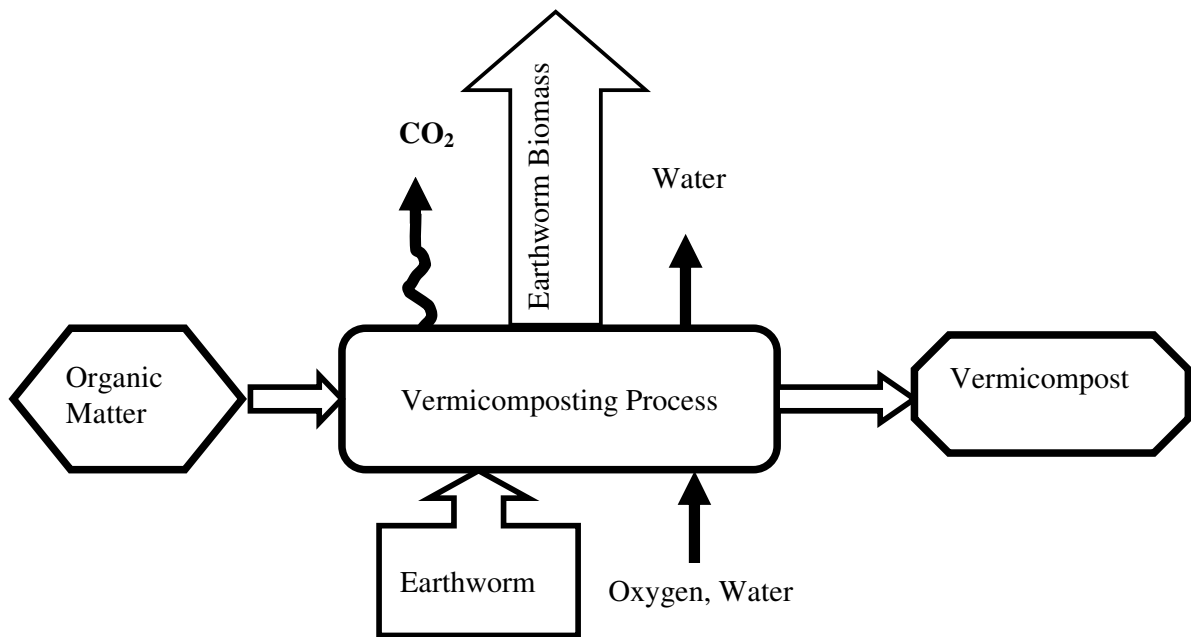 Earthworm Biomass
CO₂
Water
Organic
Matter
Vermicomposting Process
Vermicompost
Earthworm
Oxygen, Water